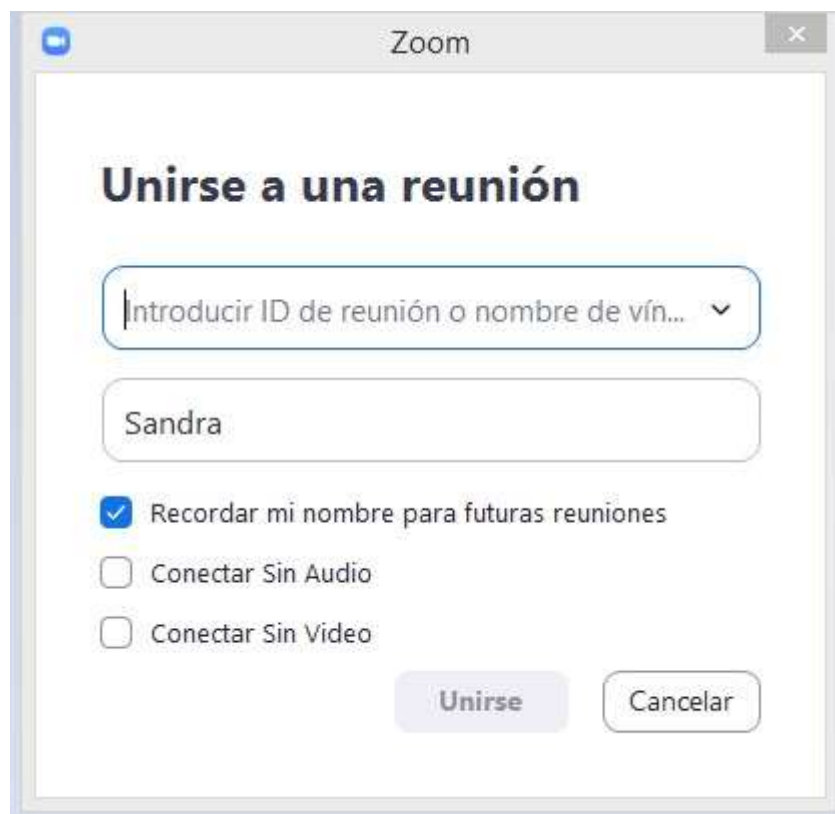 Zoom
Unirse a una reunión
Introducir ID de reunión o nombre de vín...
Sandra
Recordar mi nombre para futuras reuniones
Conectar Sin Audio
Conectar Sin Video
Unirse
Cancelar